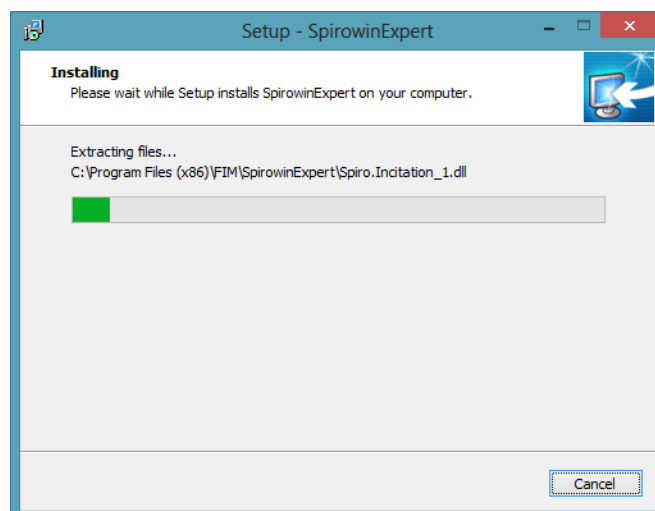 Setup - SpirowinExpert
Installing
Please wait while Setup installs SpirowinExpert on your computer.
Extracting files...
C:\Program Files (x86)\FIM\SpirowinExpert\Spiro.Incitation_1.dll
Cancel